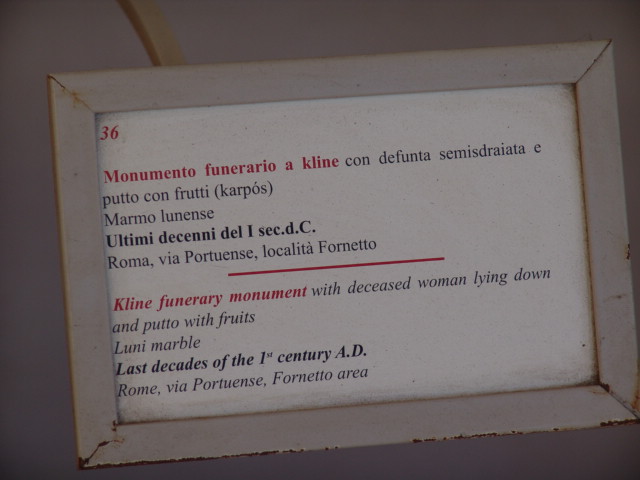 36
Monumento funerario a kline con defunta semisdraiata e
putto con frutti (karpós)
Marmo lunense
Ultimi decenni del I sec.d.C.
Roma, via Portuense, località Fornetto
Kline funerary monument with deceased woman lying down
and putto with fruits
Luni marble
Last decades of the 1st century A.D.
Rome, via Portuense, Fornetto area